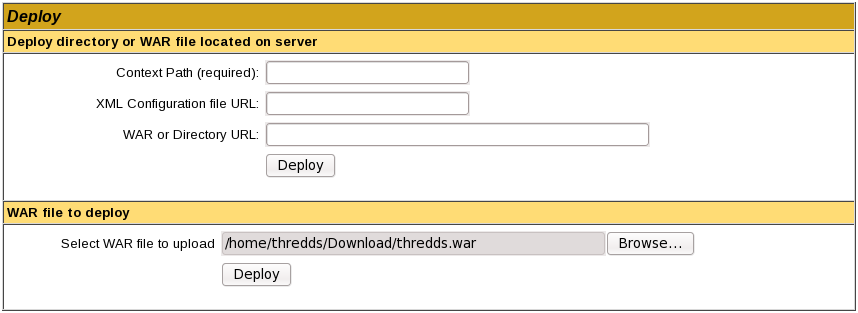 Deploy
Deploy directory or WAR file located on server
Context Path (required):
XML Configuration file URL:
WAR or Directory URL:
Deploy
WAR file to deploy
Select WAR file to upload /home/thredds/Download/thredds.war Browse...
Deploy